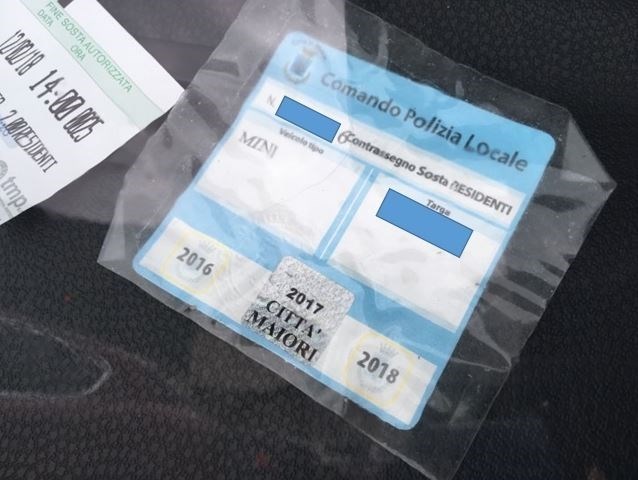 FINE SOSTA AUTORIZZATA
DATA ORA
14:00
Comando Polizia Locale
N.
Contrassegno Sosta RESIDENTI
Veicolo tipo
MINI
Targa
2016
2017
CITTA'
MAIORI
2018
tmp.